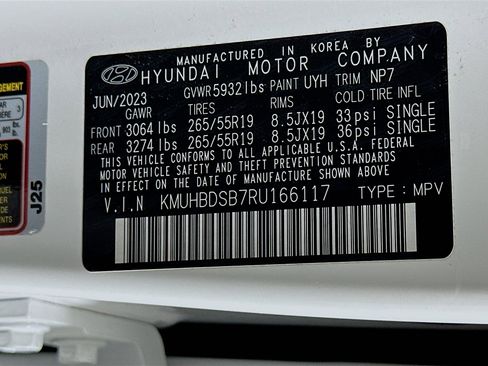 MANUFACTURED IN KOREA BY
HYUNDAI MOTOR COMPANY
JUN/2023 GVWR5932lbs PAINT UYH TRIM NP7
GAWR TIRES RIMS COLD TIRE INFL
FRONT 3064 lbs 265/55R19 8.5JX19 33psi SINGLE
REAR 3274 lbs 265/55R19 8.5JX19 36psi SINGLE
THIS VEHICLE CONFORMS TO ALL APPLICABLE U.S.A. FEDERAL
MOTOR VEHICLE SAFETY AND THEFT PREVENTION STANDARDS
IN EFFECT ON THE DATE OF MANUFACTURE SHOWN ABOVE
V.I.N KMUHBDSB7RU166117 TYPE : MPV
3
lbs
J25